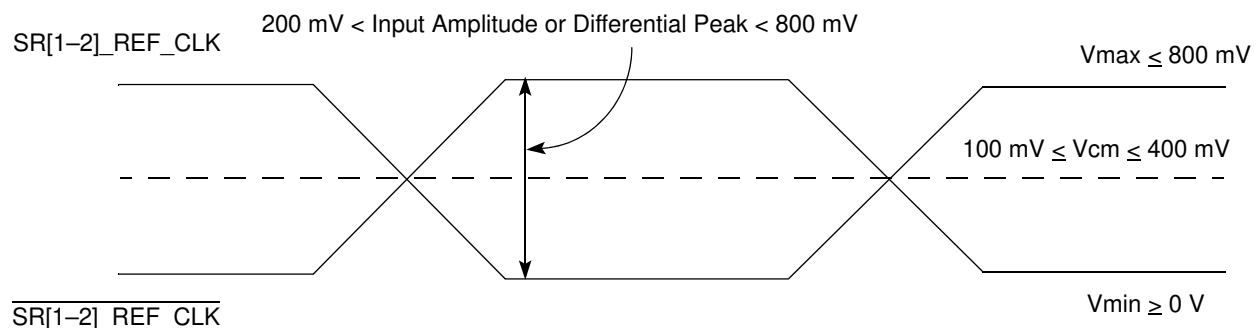 200 mV < Input Amplitude or Differential Peak < 800 mV
SR[1–2]_REF_CLK
Vmax ≤ 800 mV
100 mV ≤ Vcm ≤ 400 mV
Vmin ≥ 0 V
SR[1–2]_REF_CLK